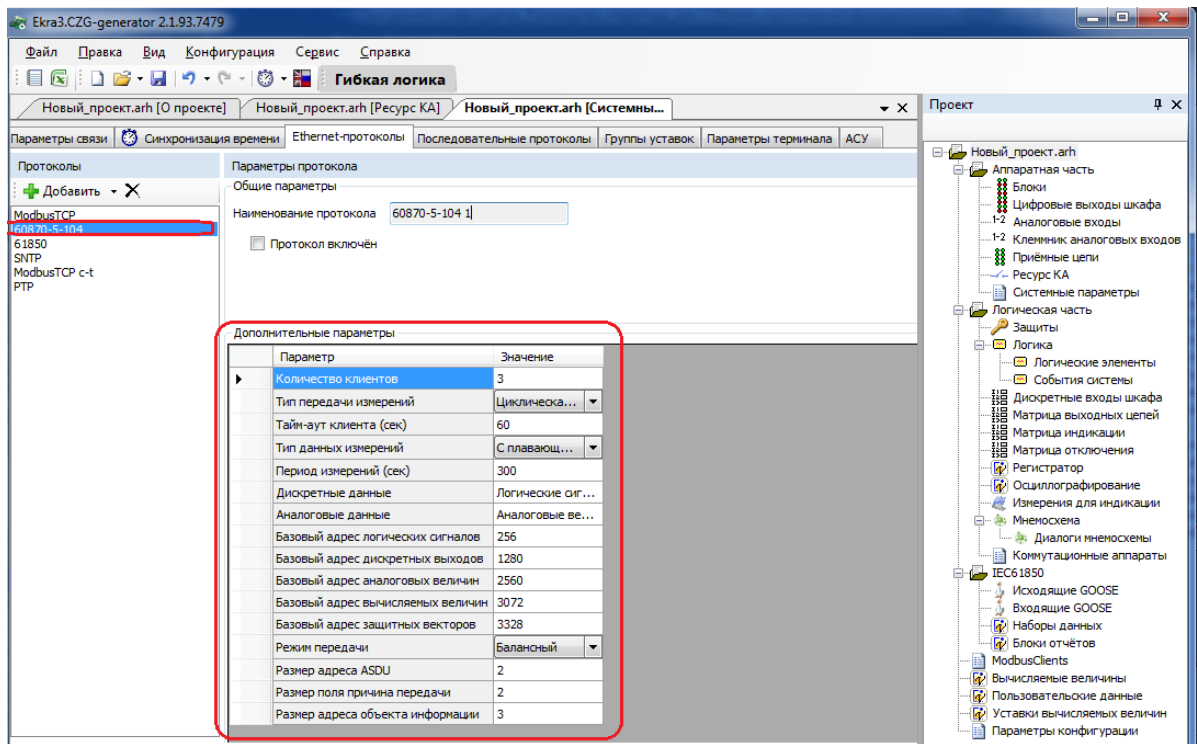 Ekra3.CZG-generator 2.1.93.7479
Файл Правка Вид Конфигурация Сервис Справка
Гибкая логика
Новый_проект.arh [О проекте] Новый_проект.arh [Ресурс КА] Новый_проект.arh [Системны...
Параметры связи Синхронизация времени Ethernet-протоколы Последовательные протоколы Группы уставок Параметры терминала АСУ
Протоколы
Добавить
ModbusTCP
60870-5-104
61850
SNTP
ModbusTCP c-t
PTP
Параметры протокола
Общие параметры
Наименование протокола 60870-5-104 1
Протокол включён
Дополнительные параметры
Параметр Значение
Количество клиентов 3
Тип передачи измерений Циклическа...
Тайм-аут клиента (сек) 60
Тип данных измерений С плавающ...
Период измерений (сек) 300
Дискретные данные Логические сиг...
Аналоговые данные Аналоговые ве...
Базовый адрес логических сигналов 256
Базовый адрес дискретных выходов 1280
Базовый адрес аналоговых величин 2560
Базовый адрес вычисляемых величин 3072
Базовый адрес защитных векторов 3328
Режим передачи Балансный
Размер адреса ASDU 2
Размер поля причина передачи 2
Размер адреса объекта информации 3
Проект
Новый_проект.arh
Аппаратная часть
Блоки
Цифровые выходы шкафа
1-2 Аналоговые входы
1-2 Клеммник аналоговых входов
Приёмные цепи
Ресурс КА
Системные параметры
Логическая часть
Защиты
Логика
Логические элементы
События системы
Дискретные входы шкафа
Матрица выходных цепей
Матрица индикации
Матрица отключения
Регистратор
Осциллографирование
Измерения для индикации
Мнемосхема
Диалоги мнемосхемы
Коммутационные аппараты
IEC61850
Исходящие GOOSE
Входящие GOOSE
Наборы данных
Блоки отчётов
ModbusClients
Вычисляемые величины
Пользовательские данные
Уставки вычисляемых величин
Параметры конфигурации